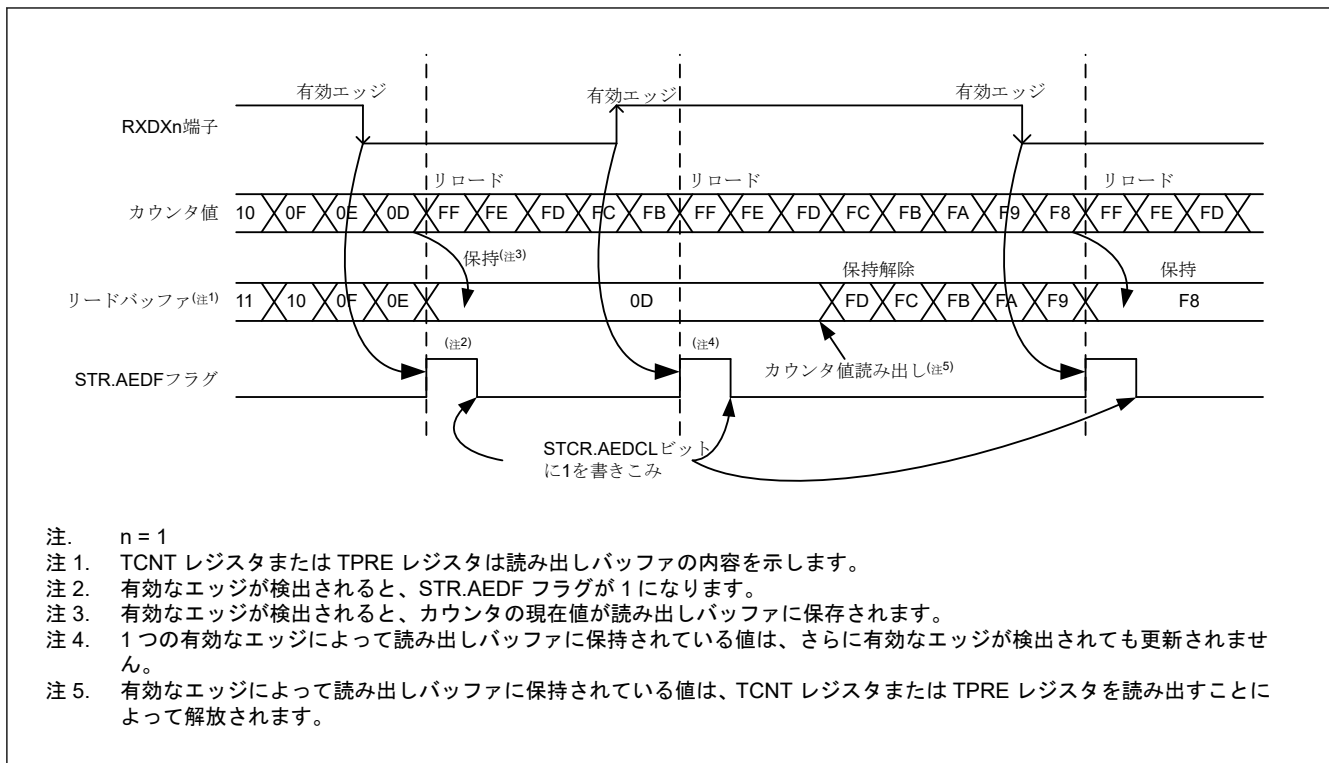 有効エッジ 有効エッジ 有効エッジ
RXDXn端子
リロード リロード リロード
カウンタ値 10 0F 0E 0D FF FE FD FC FB FF FE FD FC FB FA F9 F8 FF FE FD
保持(注3) 保持解除 保持
リードバッファ(注1) 11 10 0F 0E 0D FD FC FB FA F9 F8
(注2) (注4)
カウンタ値読み出し(注5)
STR.AEDFフラグ
STCR.AEDCLビット
に1を書きこみ
注. n = 1
注 1. TCNT レジスタまたは TPRE レジスタは読み出しバッファの内容を示します。
注 2. 有効なエッジが検出されると、STR.AEDF フラグが 1 になります。
注 3. 有効なエッジが検出されると、カウンタの現在値が読み出しバッファに保存されます。
注 4. 1 つの有効なエッジによって読み出しバッファに保持されている値は、さらに有効なエッジが検出されても更新されませ
ん。
注 5. 有効なエッジによって読み出しバッファに保持されている値は、TCNT レジスタまたは TPRE レジスタを読み出すことに
よって解放されます。